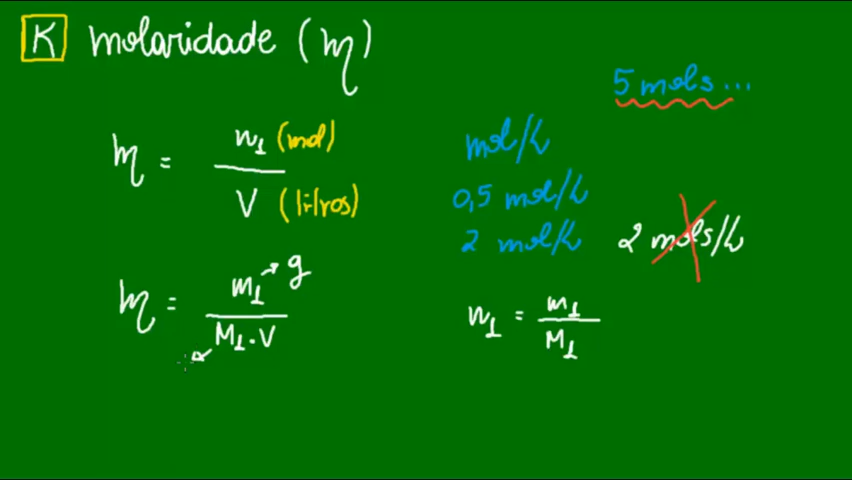 K molaridade (η)
5 mols...
η = n₁ (mol) / V (litros)
mol/L
0,5 mol/L
2 mol/L
2 mols/L
η = m₁ → g / M₁ · V
n₁ = m₁ / M₁